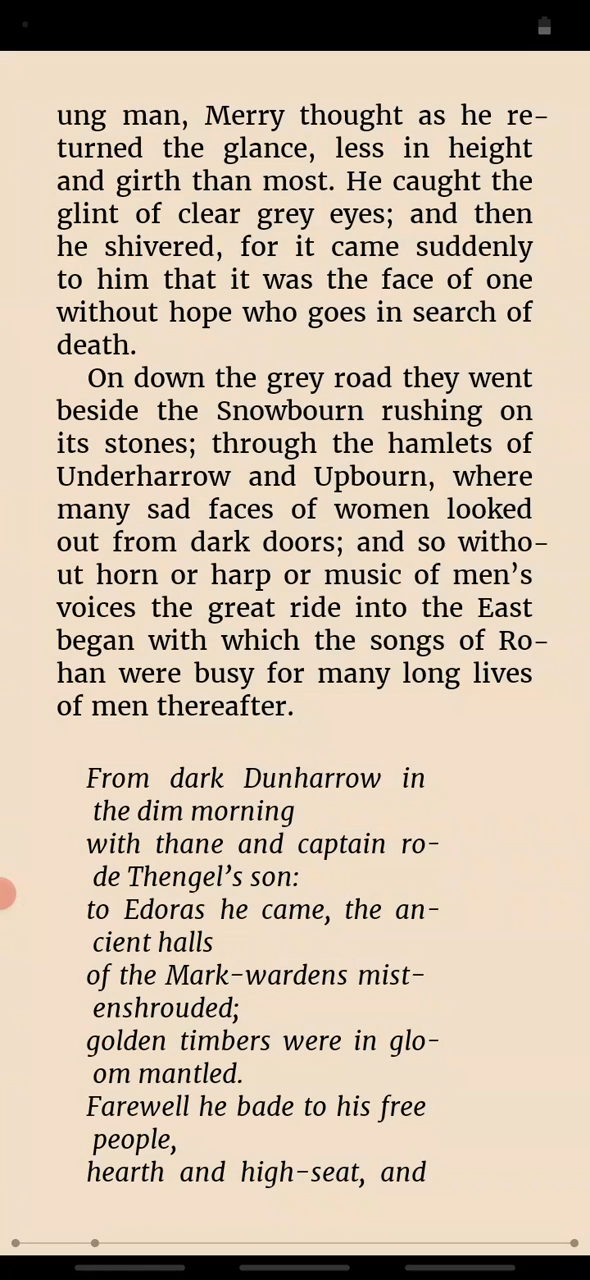 ung man, Merry thought as he re-
turned the glance, less in height
and girth than most. He caught the
glint of clear grey eyes; and then
he shivered, for it came suddenly
to him that it was the face of one
without hope who goes in search of
death.
On down the grey road they went
beside the Snowbourn rushing on
its stones; through the hamlets of
Underharrow and Upbourn, where
many sad faces of women looked
out from dark doors; and so witho-
ut horn or harp or music of men’s
voices the great ride into the East
began with which the songs of Ro-
han were busy for many long lives
of men thereafter.
From dark Dunharrow in
the dim morning
with thane and captain ro-
de Thengel’s son:
to Edoras he came, the an-
cient halls
of the Mark-wardens mist-
enshrouded;
golden timbers were in glo-
om mantled.
Farewell he bade to his free
people,
hearth and high-seat, and